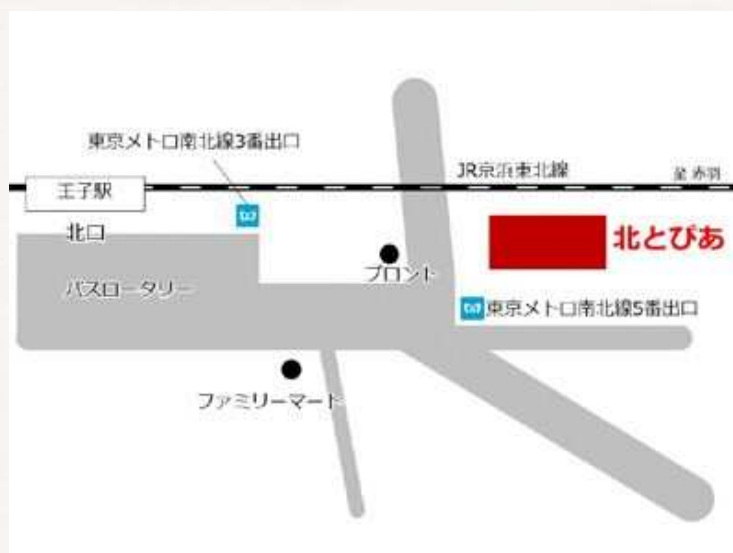 東京メトロ南北線3番出口
JR京浜東北線
至 赤羽
王子駅
北口
北とぴあ
プロント
バスロータリー
東京メトロ南北線5番出口
ファミリーマート